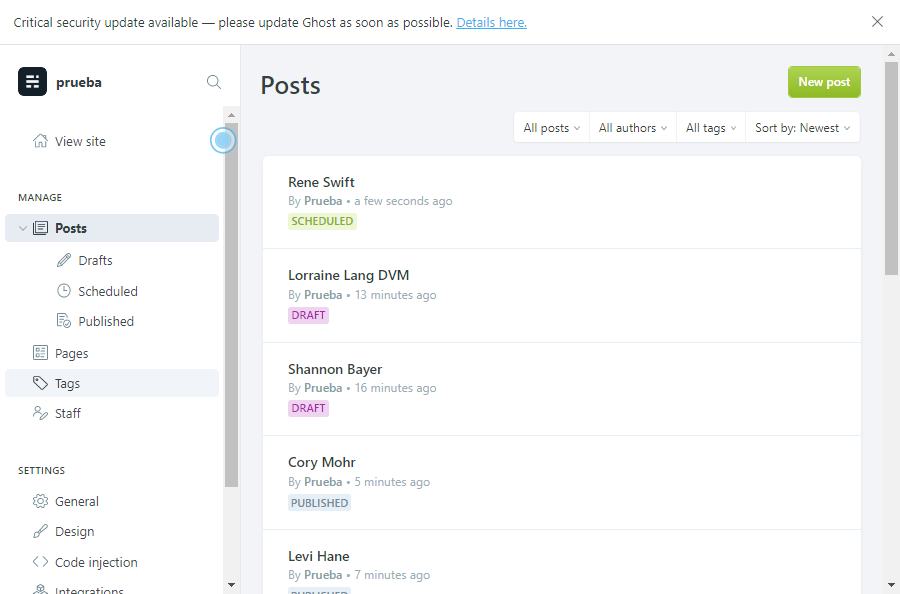 Critical security update available — please update Ghost as soon as possible. Details here.
prueba
View site
MANAGE
Posts
Drafts
Scheduled
Published
Pages
Tags
Staff
SETTINGS
General
Design
Code injection
Integrations
Posts
New post
All posts
All authors
All tags
Sort by: Newest
Rene Swift
By Prueba • a few seconds ago
SCHEDULED
Lorraine Lang DVM
By Prueba • 13 minutes ago
DRAFT
Shannon Bayer
By Prueba • 16 minutes ago
DRAFT
Cory Mohr
By Prueba • 5 minutes ago
PUBLISHED
Levi Hane
By Prueba • 7 minutes ago
PUBLISHED